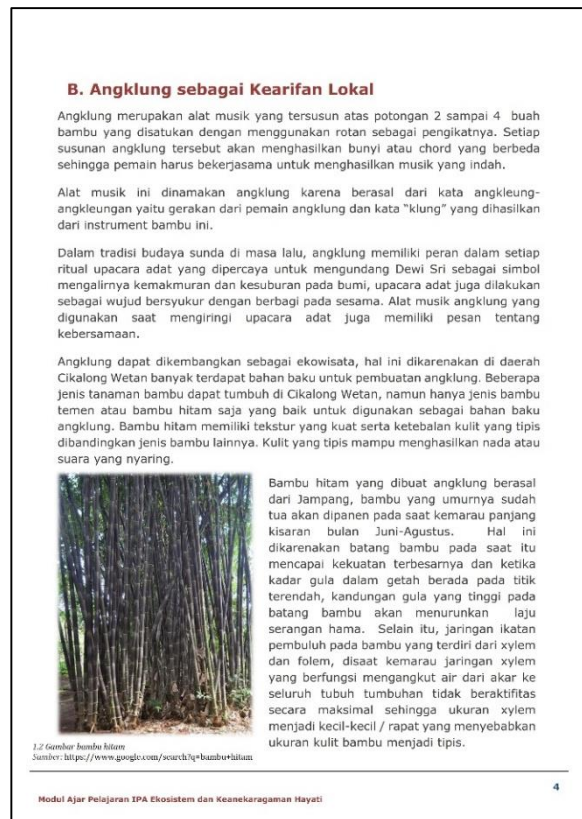 B. Angklung sebagai Kearifan Lokal
Angklung merupakan alat musik yang tersusun atas potongan 2 sampai 4 buah
bambu yang disatukan dengan menggunakan rotan sebagai pengikatnya. Setiap
susunan angklung tersebut akan menghasilkan bunyi atau chord yang berbeda
sehingga pemain harus bekerjasama untuk menghasilkan musik yang indah.
Alat musik ini dinamakan angklung karena berasal dari kata angkleung-
angkleungan yaitu gerakan dari pemain angklung dan kata "klung" yang dihasilkan
dari instrument bambu ini.
Dalam tradisi budaya sunda di masa lalu, angklung memiliki peran dalam setiap
ritual upacara adat yang dipercaya untuk mengundang Dewi Sri sebagai simbol
mengalirnya kemakmuran dan kesuburan pada bumi, upacara adat juga dilakukan
sebagai wujud bersyukur dengan berbagi pada sesama. Alat musik angklung yang
digunakan saat mengiringi upacara adat juga memiliki pesan tentang
kebersamaan.
Angklung dapat dikembangkan sebagai ekowisata, hal ini dikarenakan di daerah
Cikalong Wetan banyak terdapat bahan baku untuk pembuatan angklung. Beberapa
jenis tanaman bambu dapat tumbuh di Cikalong Wetan, namun hanya jenis bambu
temen atau bambu hitam saja yang baik untuk digunakan sebagai bahan baku
angklung. Bambu hitam memiliki tekstur yang kuat serta ketebalan kulit yang tipis
dibandingkan jenis bambu lainnya. Kulit yang tipis mampu menghasilkan nada atau
suara yang nyaring.
Bambu hitam yang dibuat angklung berasal
dari Jampang, bambu yang umurnya sudah
tua akan dipanen pada saat kemarau panjang
kisaran bulan Juni-Agustus. Hal ini
dikarenakan batang bambu pada saat itu
mencapai kekuatan terbesarnya dan ketika
kadar gula dalam getah berada pada titik
terendah, kandungan gula yang tinggi pada
batang bambu akan menurunkan laju
serangan hama. Selain itu, jaringan ikatan
pembuluh pada bambu yang terdiri dari xylem
dan folem, disaat kemarau jaringan xylem
yang berfungsi mengangkut air dari akar ke
seluruh tubuh tumbuhan tidak beraktifitas
secara maksimal sehingga ukuran xylem
menjadi kecil-kecil / rapat yang menyebabkan
ukuran kulit bambu menjadi tipis.
1.2 Gambar bambu hitam
Sumber: https://www.google.com/search?q=bambu+hitam
4
Modul Ajar Pelajaran IPA Ekosistem dan Keanekaragaman Hayati